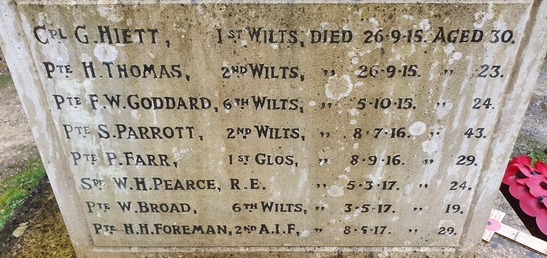 CPL G. HIETT, 1ST WILTS, DIED 26·9·15. AGED 30.
PTE H. THOMAS, 2ND WILTS, ,, 26·9·15. ,, 23.
PTE F.W. GODDARD, 6TH WILTS, ,, 5·10·15. ,, 24.
PTE S. PARROTT, 2ND WILTS, ,, 8·7·16. ,, 43.
PTE P. FARR, 1ST GLOS, ,, 8·9·16. ,, 29.
SPR W.H. PEARCE, R.E. ,, 5·3·17. ,, 24.
PTE W. BROAD, 6TH WILTS, ,, 3·5·17. ,, 19.
PTE H.H. FOREMAN, 2ND A.I.F, ,, 8·5·17. ,, 29.